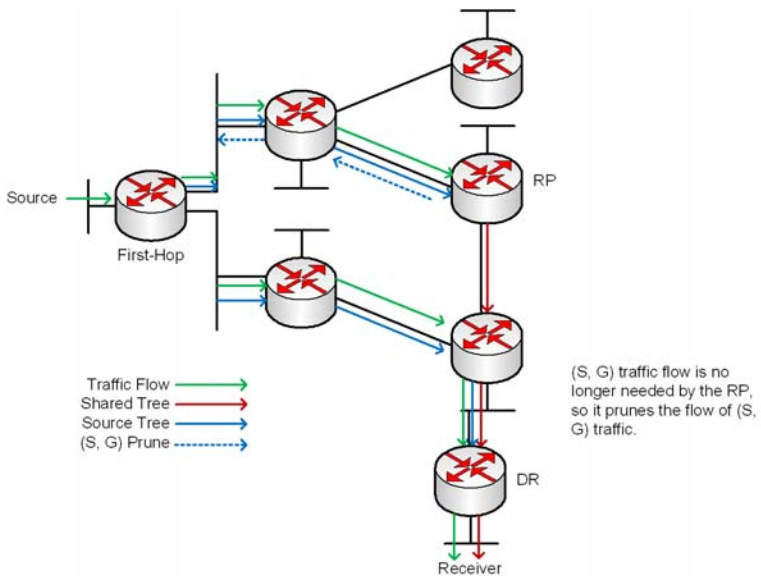 RP
Source
First-Hop
Traffic Flow
Shared Tree
Source Tree
(S, G) Prune
(S, G) traffic flow is no
longer needed by the RP,
so it prunes the flow of (S,
G) traffic.
DR
Receiver